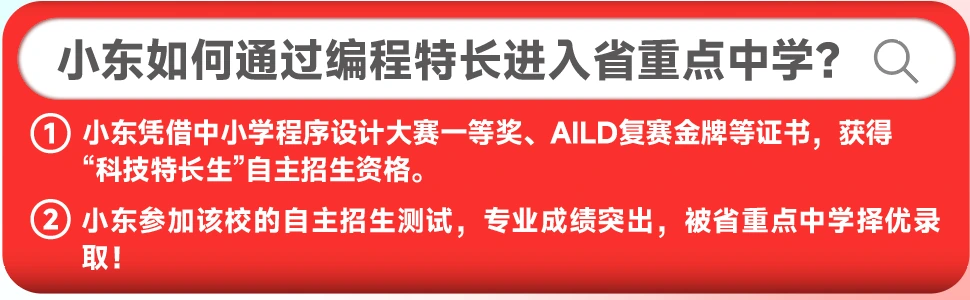 小东如何通过编程特长进入省重点中学？
① 小东凭借中小学程序设计大赛一等奖、AILD复赛金牌等证书，获得
“科技特长生”自主招生资格。
② 小东参加该校的自主招生测试，专业成绩突出，被省重点中学择优录
取！